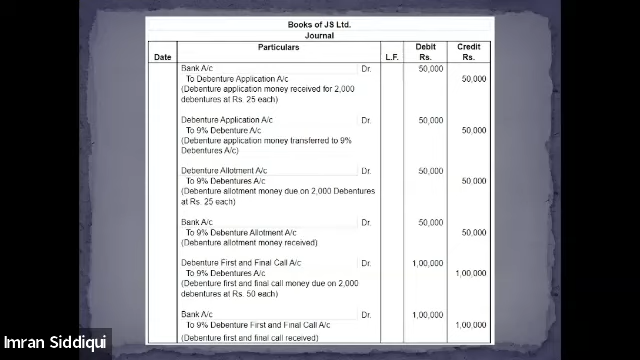 Books of JS Ltd.
Journal
Date Particulars L.F. Debit Rs. Credit Rs.
Bank A/c Dr. 50,000
To Debenture Application A/c 50,000
(Debenture application money received for 2,000
debentures at Rs. 25 each)
Debenture Application A/c Dr. 50,000
To 9% Debenture A/c 50,000
(Debenture application money transferred to 9%
Debentures A/c)
Debenture Allotment A/c Dr. 50,000
To 9% Debentures A/c 50,000
(Debenture allotment money due on 2,000 Debentures
at Rs. 25 each)
Bank A/c Dr. 50,000
To 9% Debenture Allotment A/c 50,000
(Debenture allotment money received)
Debenture First and Final Call A/c Dr. 1,00,000
To 9% Debentures A/c 1,00,000
(Debenture first and final call money due on 2,000
debentures at Rs. 50 each)
Bank A/c Dr. 1,00,000
To 9% Debenture First and Final Call A/c 1,00,000
(Debenture first and final call received)
Imran Siddiqui